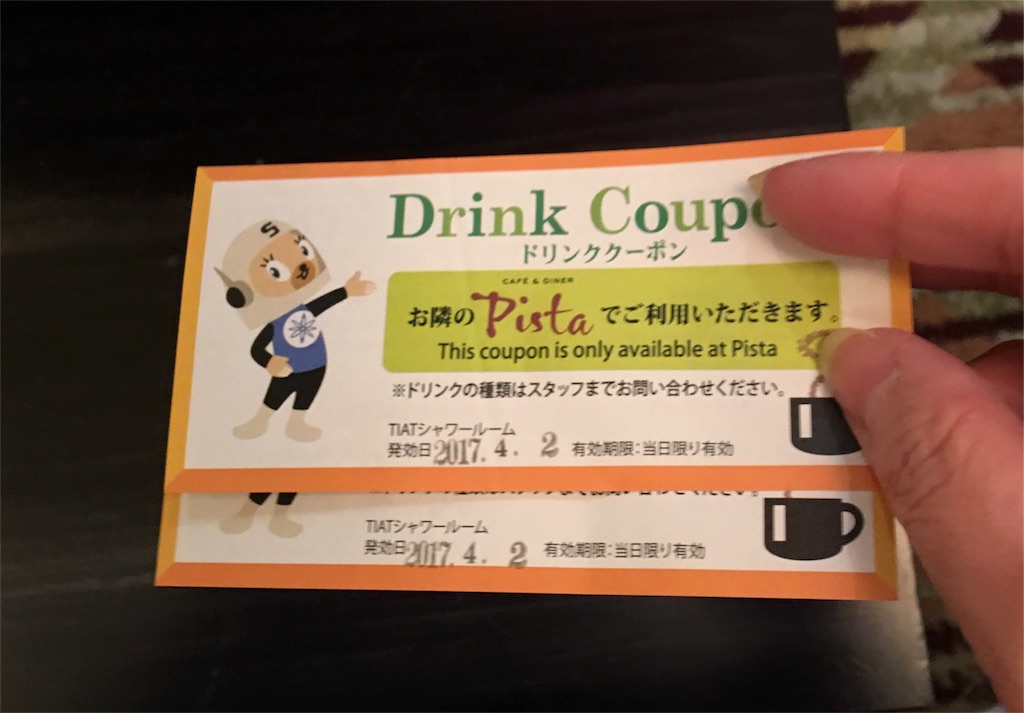 S
Drink Coupo
ドリンククーポン
CAFÉ & DINER
お隣の Pista でご利用いただきます。
This coupon is only available at Pista
※ドリンクの種類はスタッフまでお問い合わせください。
TIATシャワールーム
発効日 2017. 4. 2 有効期限：当日限り有効
TIATシャワールーム
発効日 2017. 4. 2 有効期限：当日限り有効